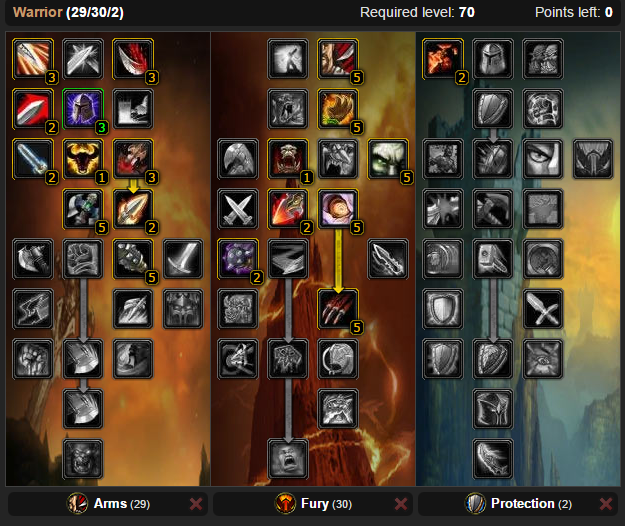 Warrior (29/30/2) Required level: 70 Points left: 0
3 3 5 2
2 3 5
2 1 3 1 5
5 2 2 5
5 2
5
Arms (29) Fury (30) Protection (2)